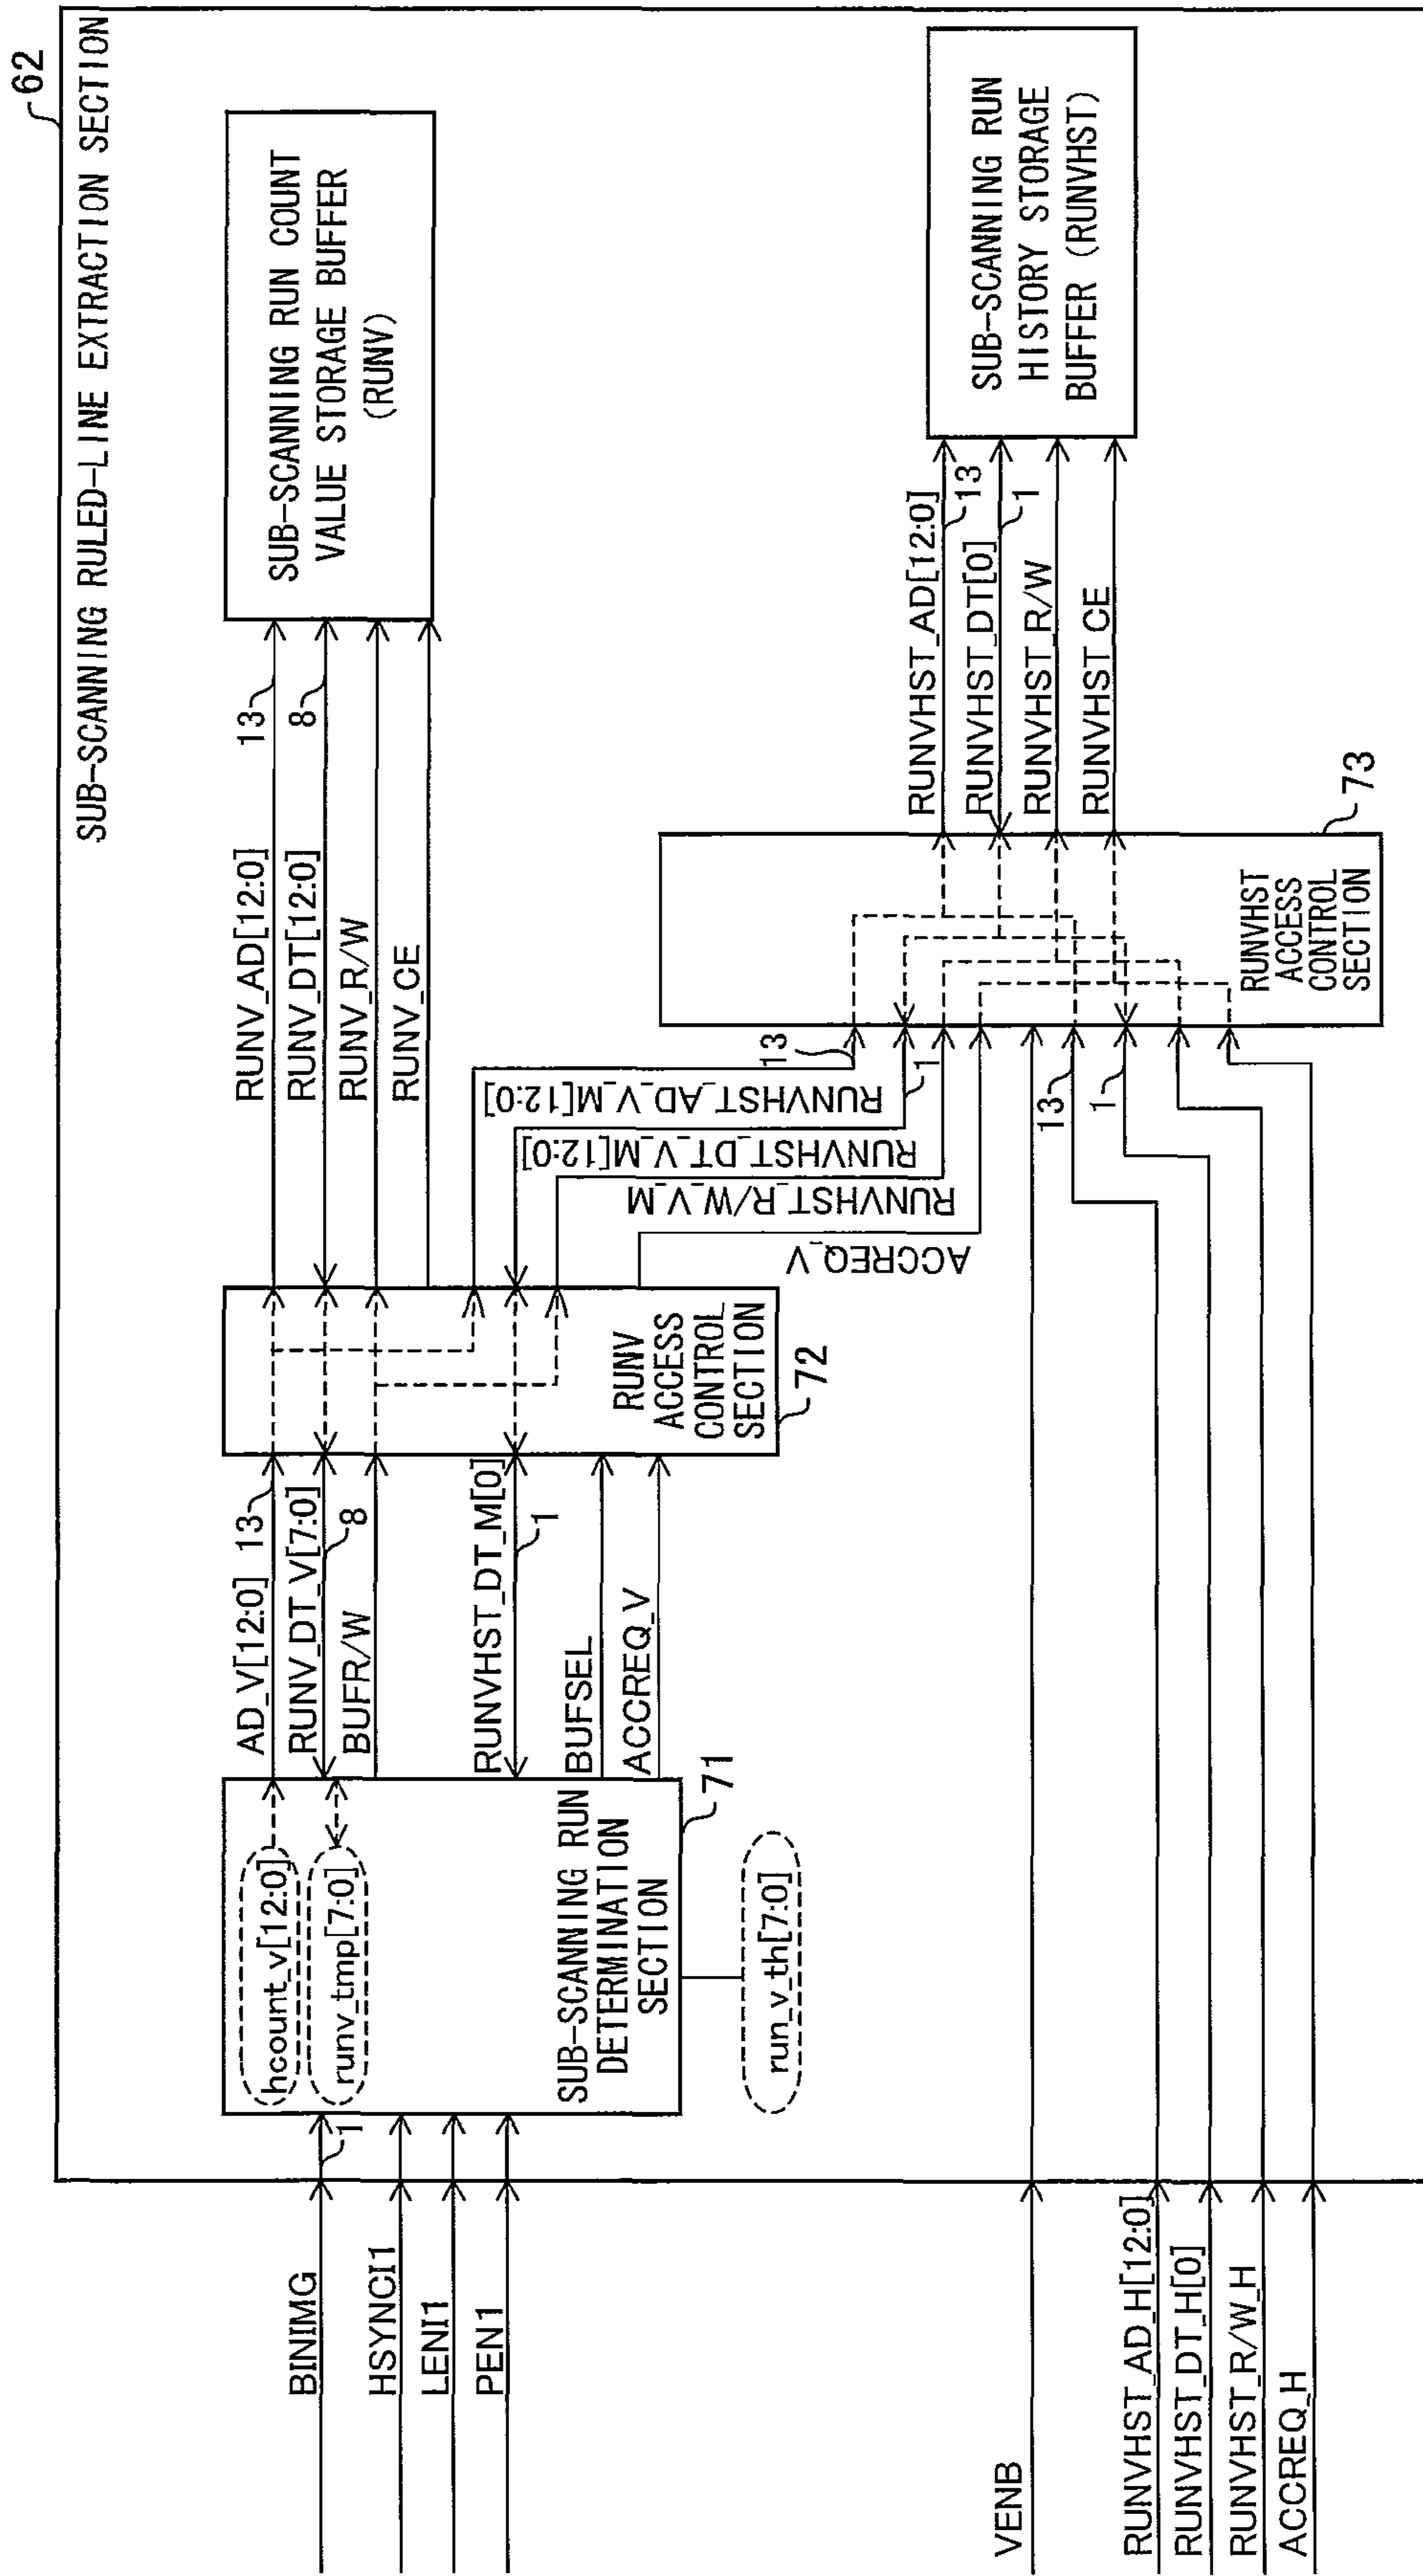 62
SUB-SCANNING RULED-LINE EXTRACTION SECTION
BINIMG
HSYNCI1
LENI1
PEN1
1
hcount_v[12:0]
runv_tmp[7:0]
SUB-SCANNING RUN
DETERMINATION
SECTION
71
run_v_th[7:0]
AD_V[12:0]
13
RUNV_DT_V[7:0]
8
BUFR/W
RUNVHST_DT_M[0]
1
BUFSEL
ACCREQ_V
RUNV
ACCESS
CONTROL
SECTION
72
RUNV_AD[12:0]
13
RUNV_DT[12:0]
8
RUNV_R/W
RUNV_CE
SUB-SCANNING RUN COUNT
VALUE STORAGE BUFFER
(RUNV)
RUNVHST_AD_V_M[12:0]
13
RUNVHST_DT_V_M[12:0]
1
RUNVHST_R/W_V_M
ACCREQ_V
VENB
RUNVHST_AD_H[12:0]
RUNVHST_DT_H[0]
RUNVHST_R/W_H
ACCREQ_H
13
1
RUNVHST
ACCESS
CONTROL
SECTION
73
RUNVHST_AD[12:0]
13
RUNVHST_DT[0]
1
RUNVHST_R/W
RUNVHST_CE
SUB-SCANNING RUN
HISTORY STORAGE
BUFFER (RUNVHST)